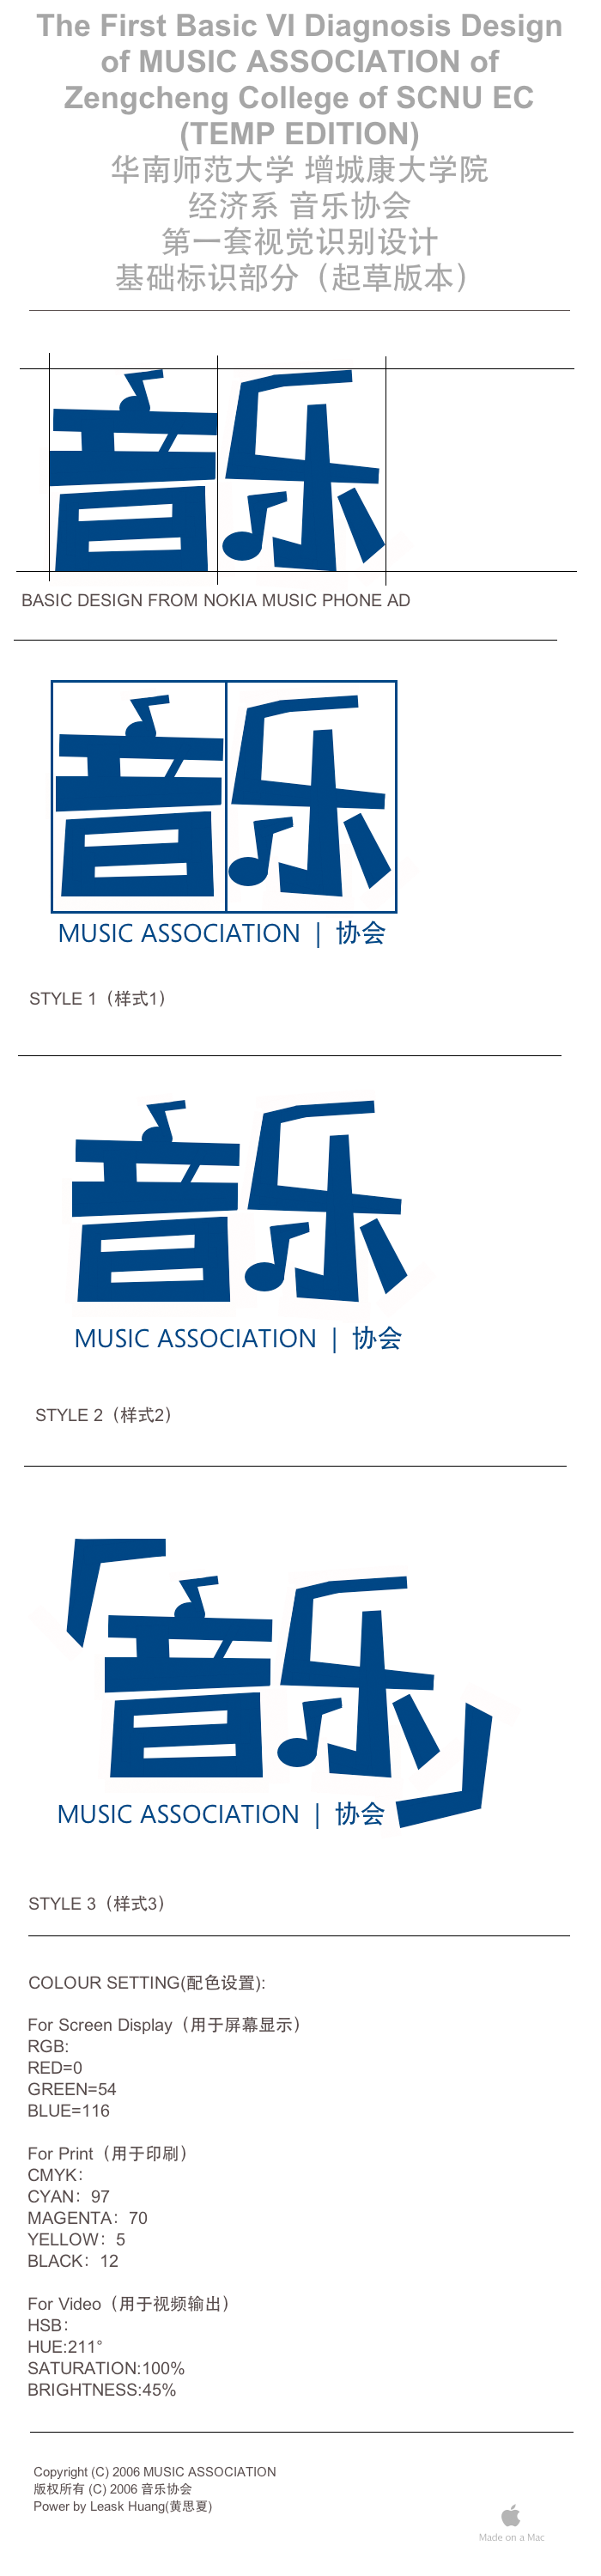 The First Basic VI Diagnosis Design
of MUSIC ASSOCIATION of
Zengcheng College of SCNU EC
(TEMP EDITION)
华南师范大学 增城康大学院
经济系 音乐协会
第一套视觉识别设计
基础标识部分（起草版本）
音乐
BASIC DESIGN FROM NOKIA MUSIC PHONE AD
音乐
MUSIC ASSOCIATION | 协会
STYLE 1（样式1）
音乐
MUSIC ASSOCIATION | 协会
STYLE 2（样式2）
「音乐」
MUSIC ASSOCIATION | 协会
STYLE 3（样式3）
COLOUR SETTING(配色设置):
For Screen Display（用于屏幕显示）
RGB:
RED=0
GREEN=54
BLUE=116
For Print（用于印刷）
CMYK：
CYAN：97
MAGENTA：70
YELLOW：5
BLACK：12
For Video（用于视频输出）
HSB：
HUE:211°
SATURATION:100%
BRIGHTNESS:45%
Copyright (C) 2006 MUSIC ASSOCIATION
版权所有 (C) 2006 音乐协会
Power by Leask Huang(黄思夏)
Made on a Mac